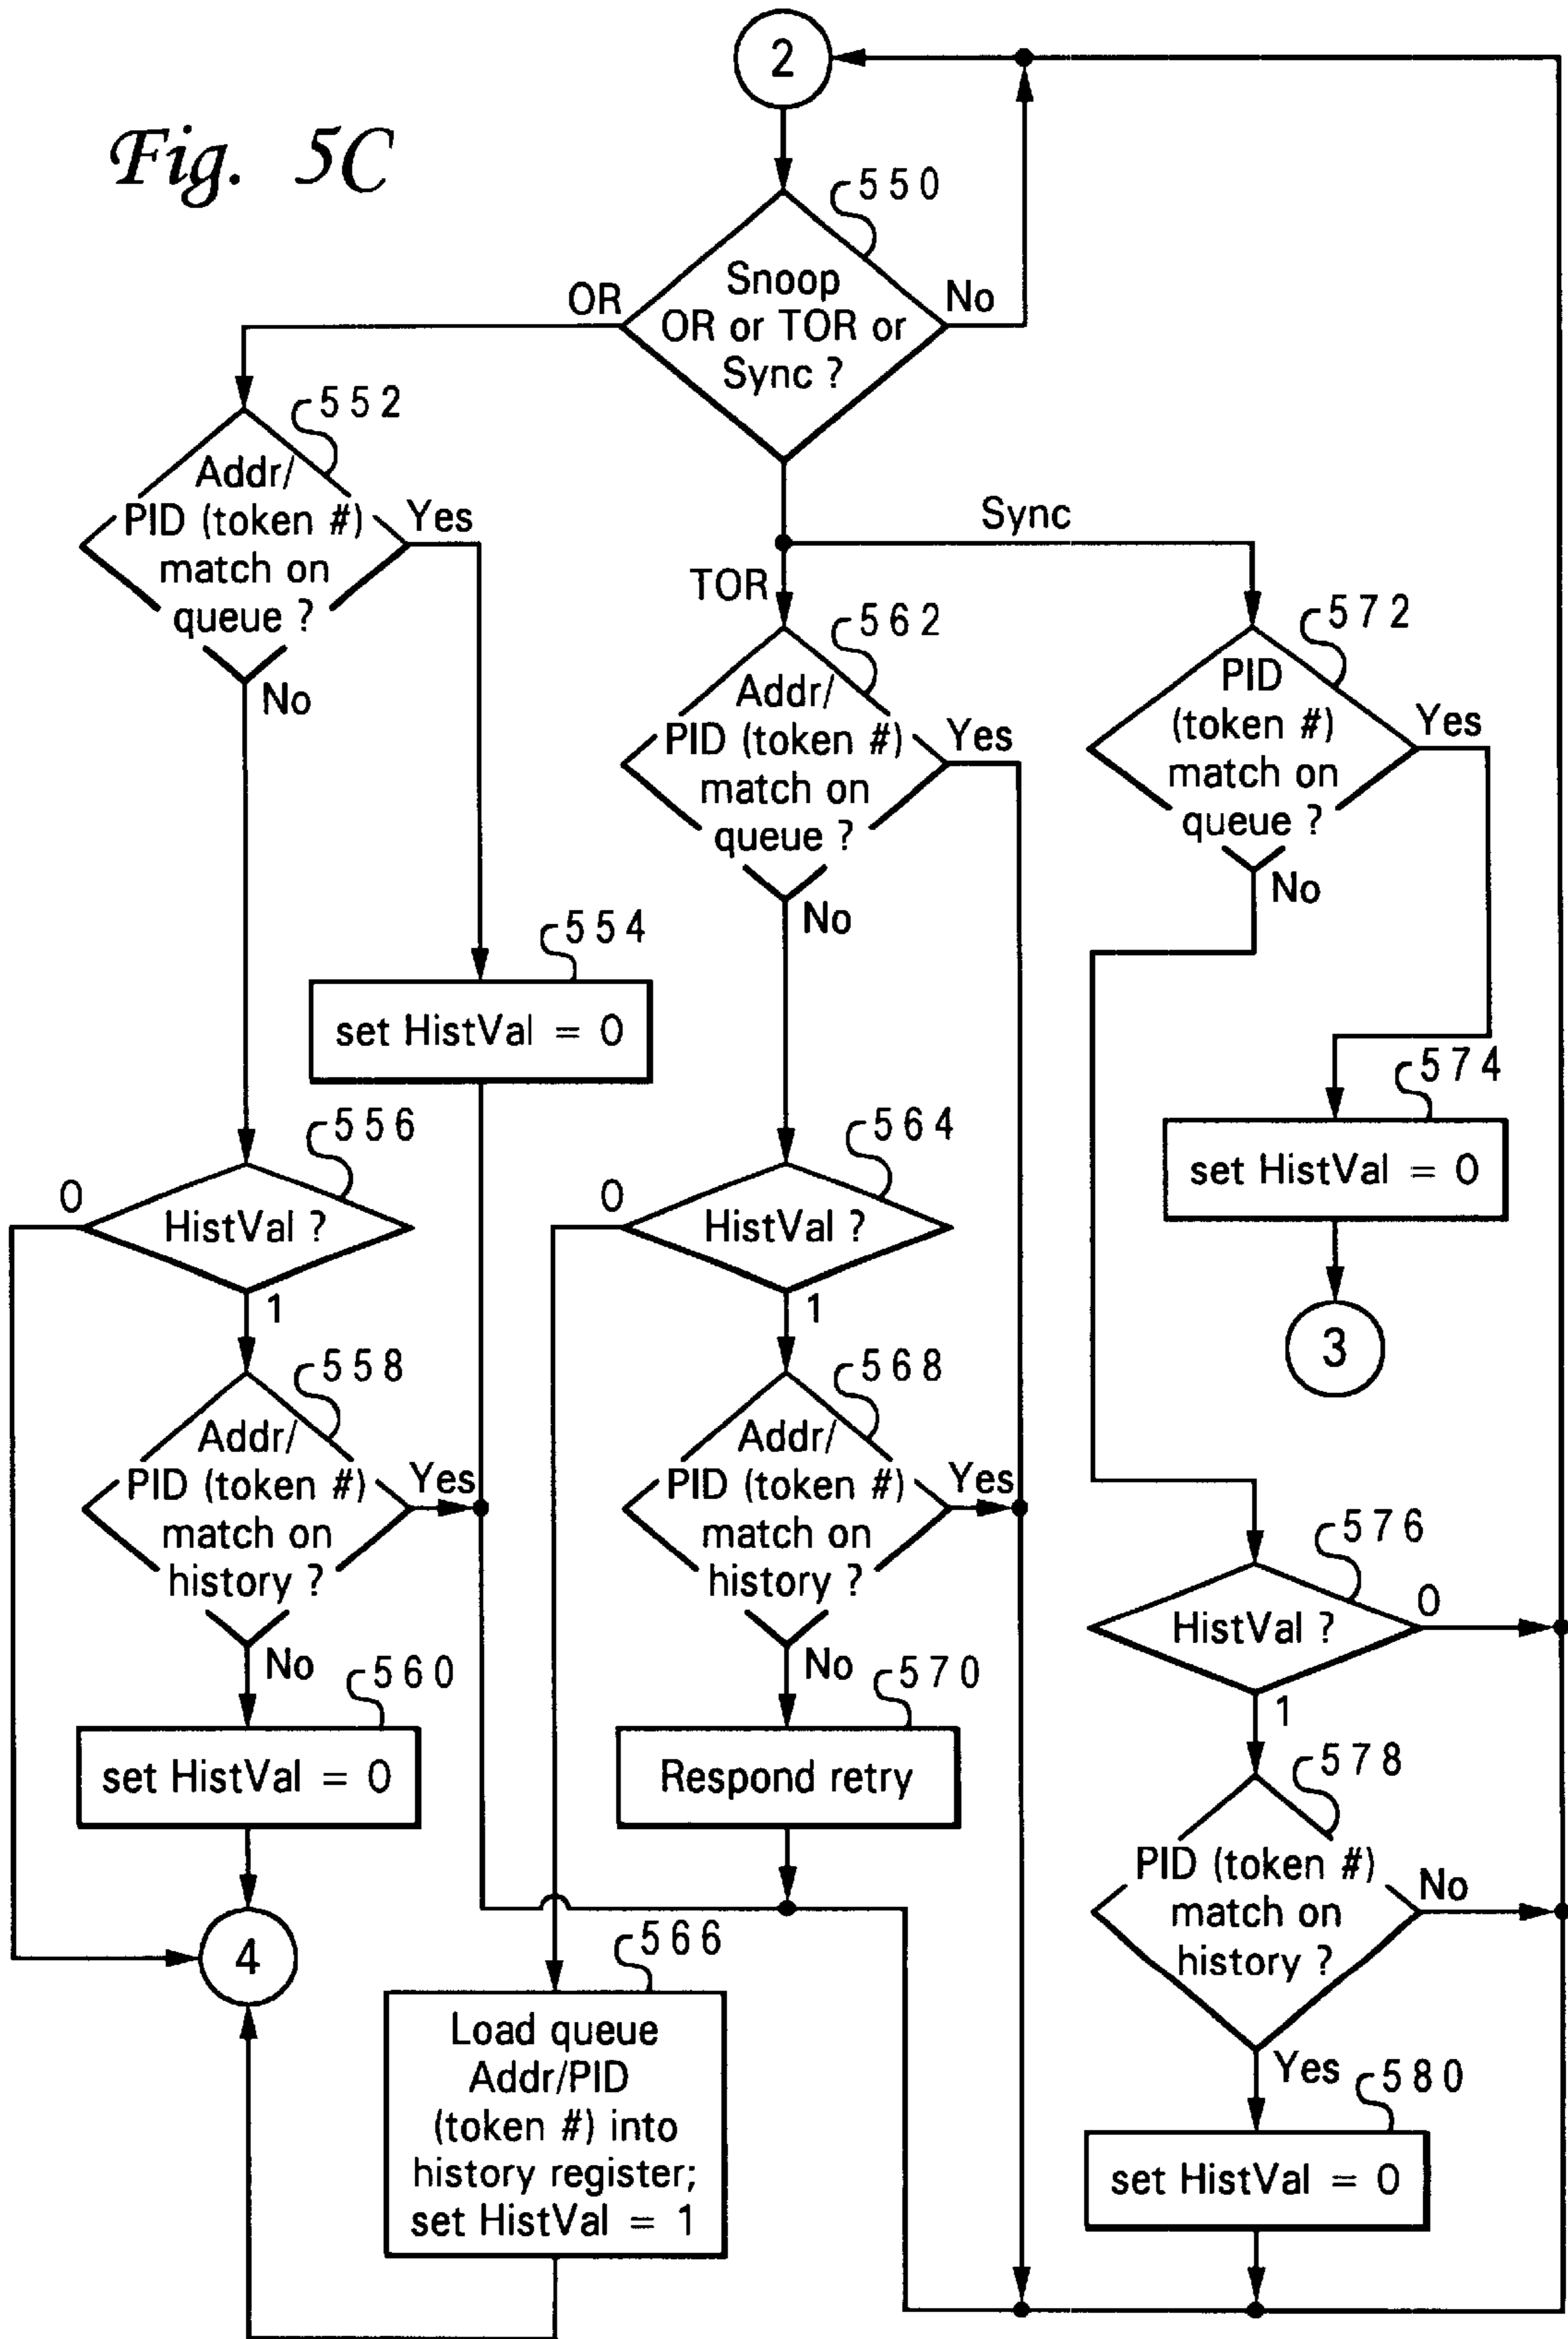 Fig. 5C
2
550
Snoop
OR or TOR or
Sync ?
OR
No
552
Addr/
PID (token #)
match on
queue ?
Yes
No
Sync
TOR
562
Addr/
PID (token #)
match on
queue ?
Yes
No
572
PID
(token #)
match on
queue ?
Yes
No
554
set HistVal = 0
574
set HistVal = 0
3
556
HistVal ?
0
1
564
HistVal ?
0
1
558
Addr/
PID (token #)
match on
history ?
Yes
No
568
Addr/
PID (token #)
match on
history ?
Yes
No
576
HistVal ?
0
1
560
set HistVal = 0
570
Respond retry
578
PID (token #)
match on
history ?
No
Yes
4
566
Load queue
Addr/PID
(token #) into
history register;
set HistVal = 1
580
set HistVal = 0